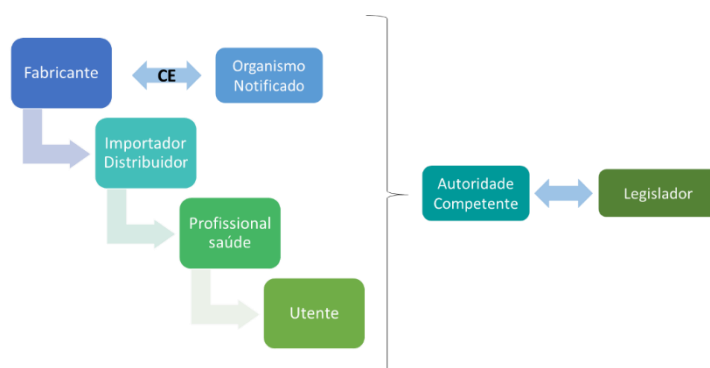 Fabricante
CE
Organismo
Notificado
Importador
Distribuidor
Profissional
saúde
Utente
Autoridade
Competente
Legislador